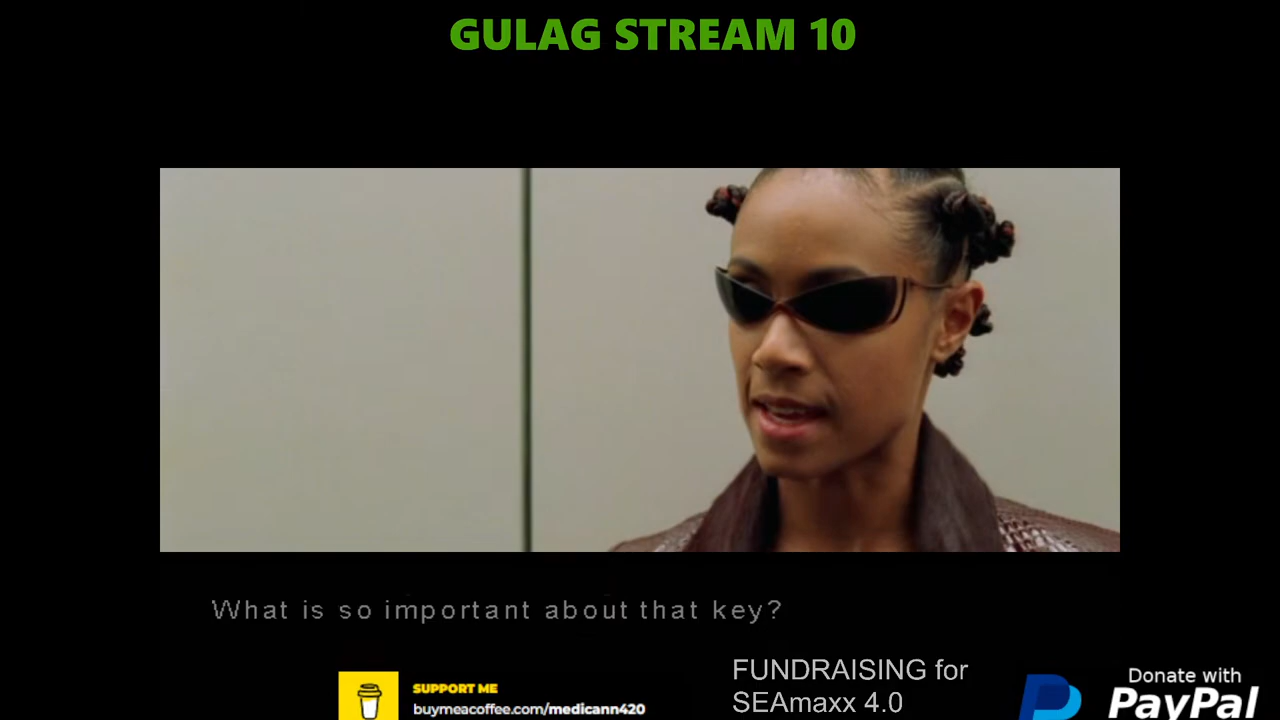 GULAG STREAM 10
What is so important about that key?
FUNDRAISING for
SEAmaxx 4.0
SUPPORT ME
buymeacoffee.com/medicann420
Donate with
PayPal